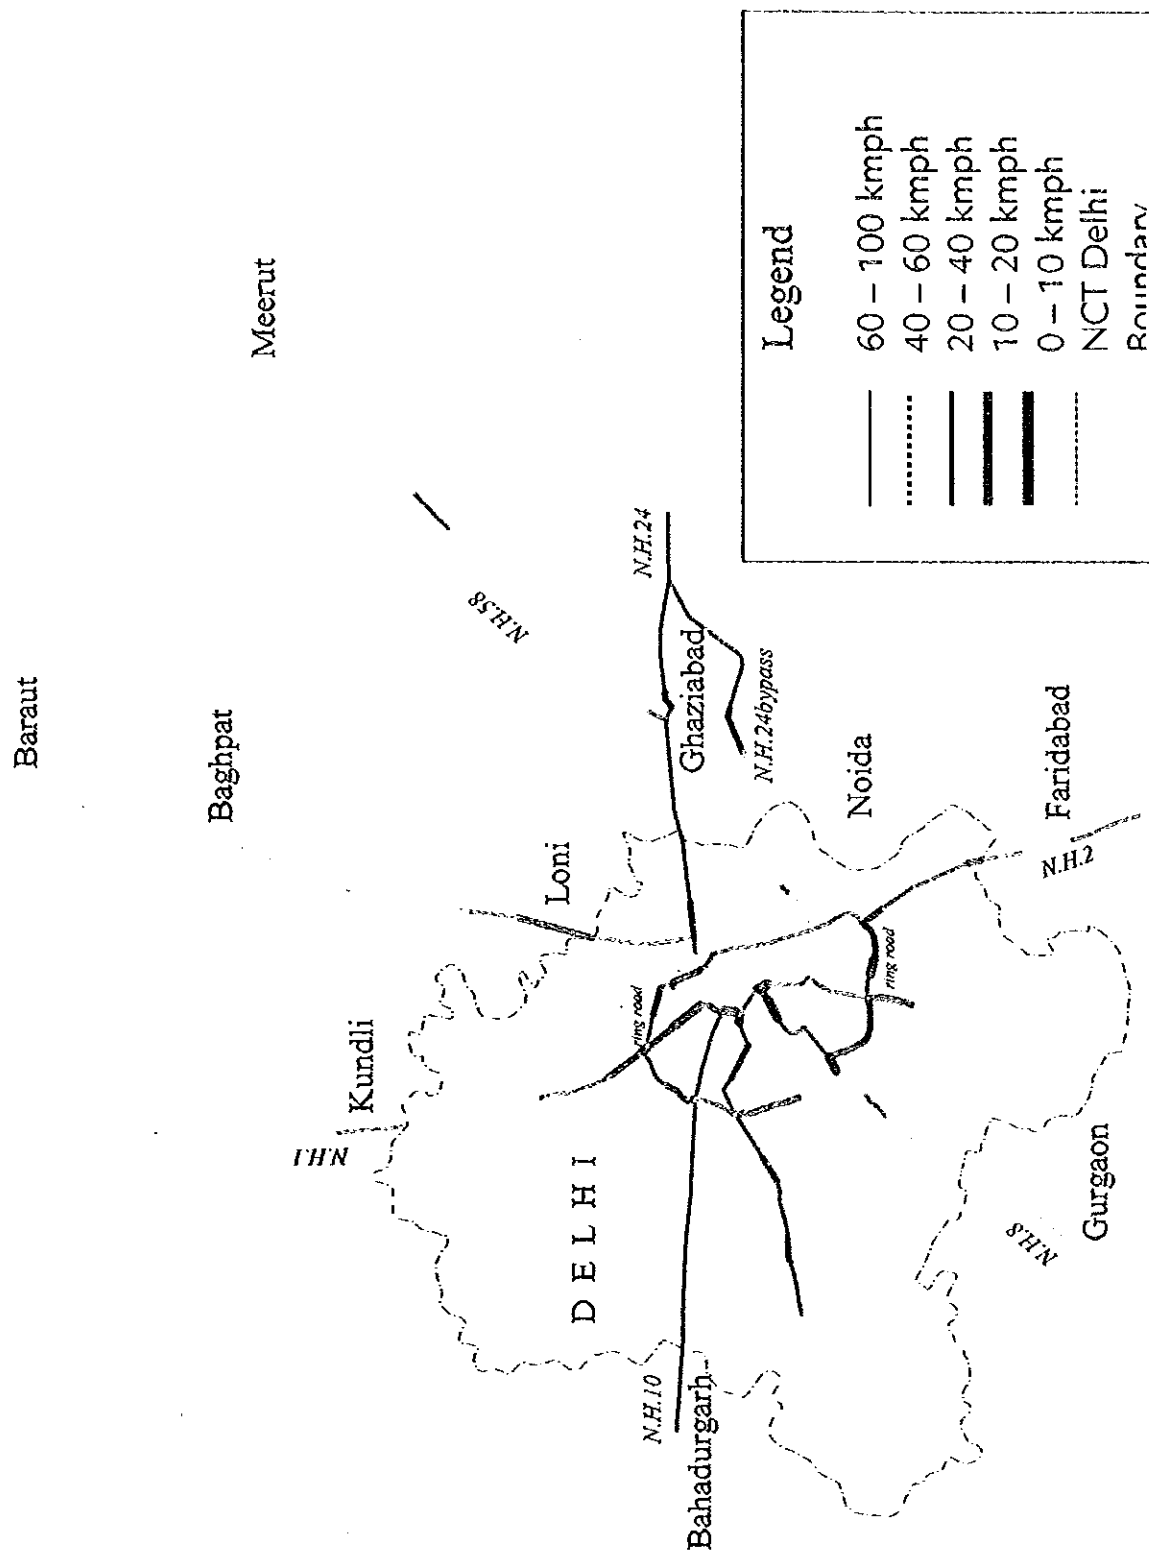 Baraut
Baghpat
Meerut
N.H.1
Kundli
Loni
N.H.58
DELHI
ring road
N.H.24
N.H.10
Bahadurgarh
Ghaziabad
N.H.24bypass
Noida
ring road
N.H.8
Gurgaon
N.H.2
Faridabad
Legend
60 – 100 kmph
40 – 60 kmph
20 – 40 kmph
10 – 20 kmph
0 – 10 kmph
NCT Delhi
Boundary